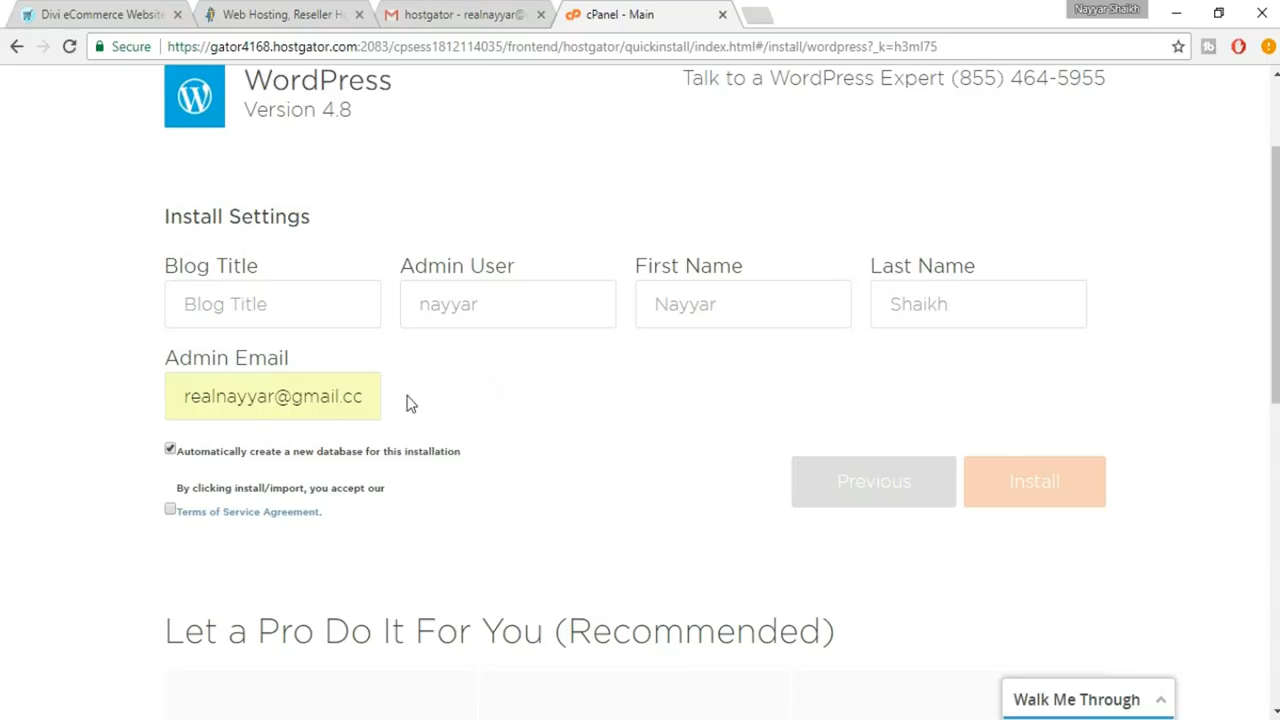 Divi eCommerce Website
Web Hosting, Reseller H
hostgator - realnayyar@
cPanel - Main
Nayyar Shaikh
Secure
https://gator4168.hostgator.com:2083/cpsess1812114035/frontend/hostgator/quickinstall/index.html#/install/wordpress?_k=h3ml75
WordPress
Version 4.8
Talk to a WordPress Expert (855) 464-5955
Install Settings
Blog Title Admin User First Name Last Name
Blog Title nayyar Nayyar Shaikh
Admin Email
realnayyar@gmail.cc
Automatically create a new database for this installation
By clicking install/import, you accept our
Terms of Service Agreement.
Previous Install
Let a Pro Do It For You (Recommended)
Walk Me Through